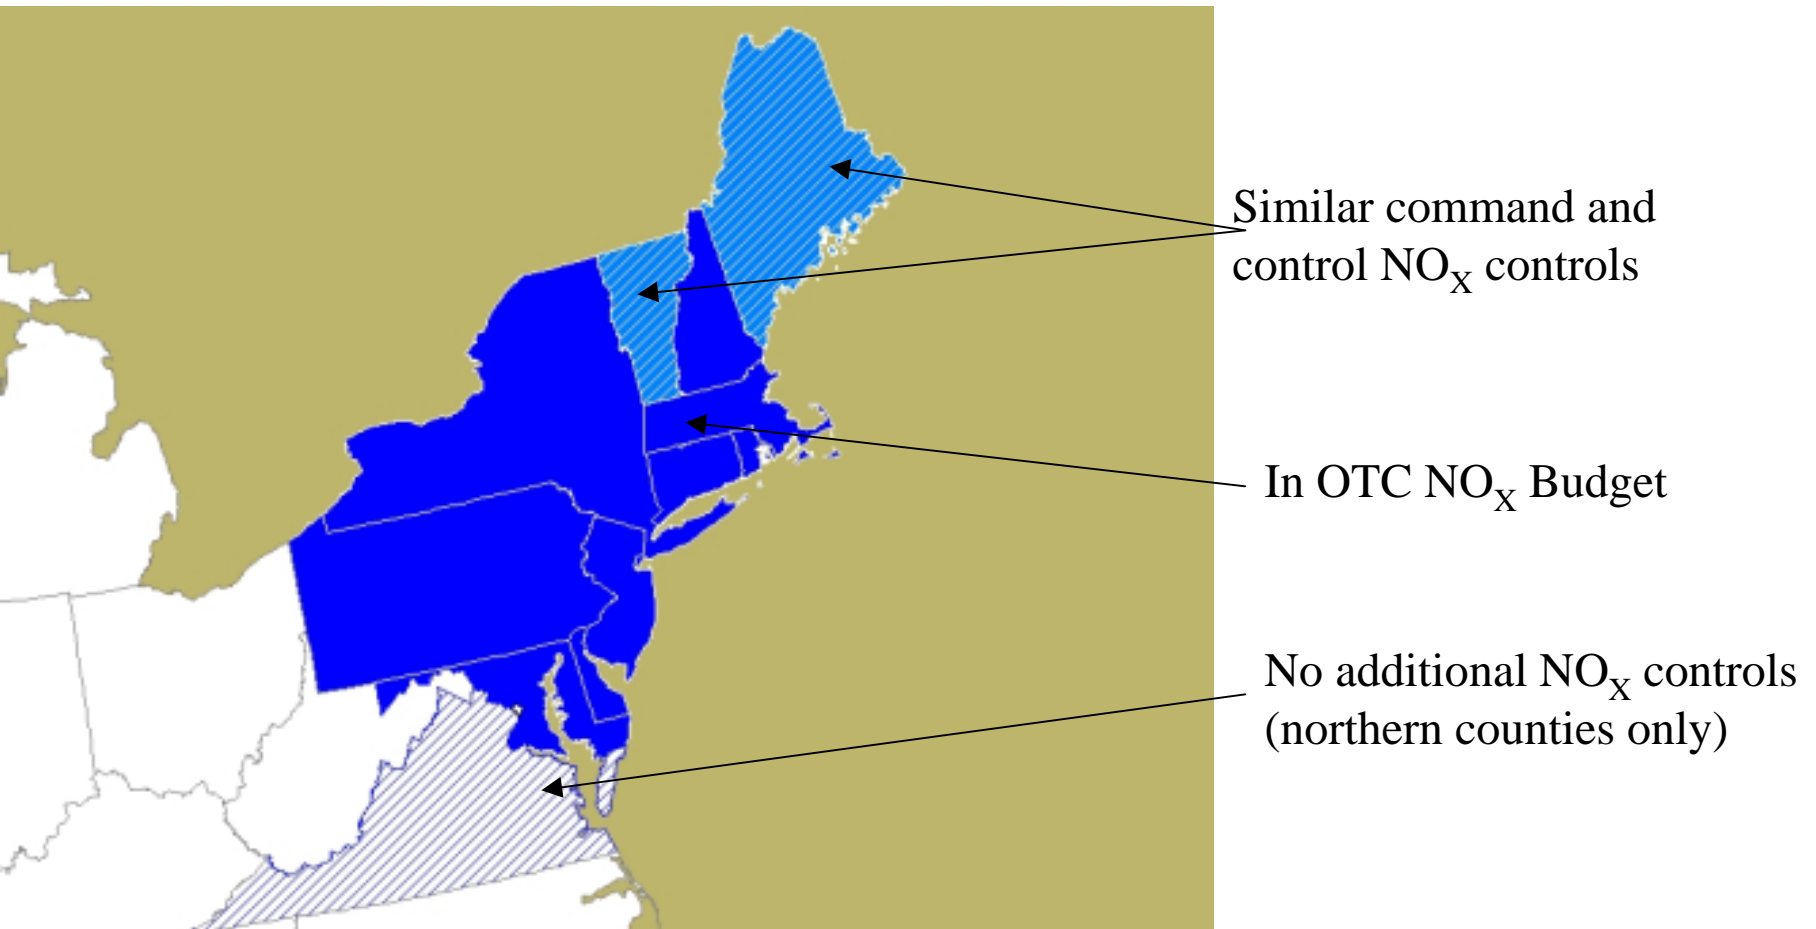 Similar command and
control NOX controls
In OTC NOX Budget
No additional NOX controls
(northern counties only)